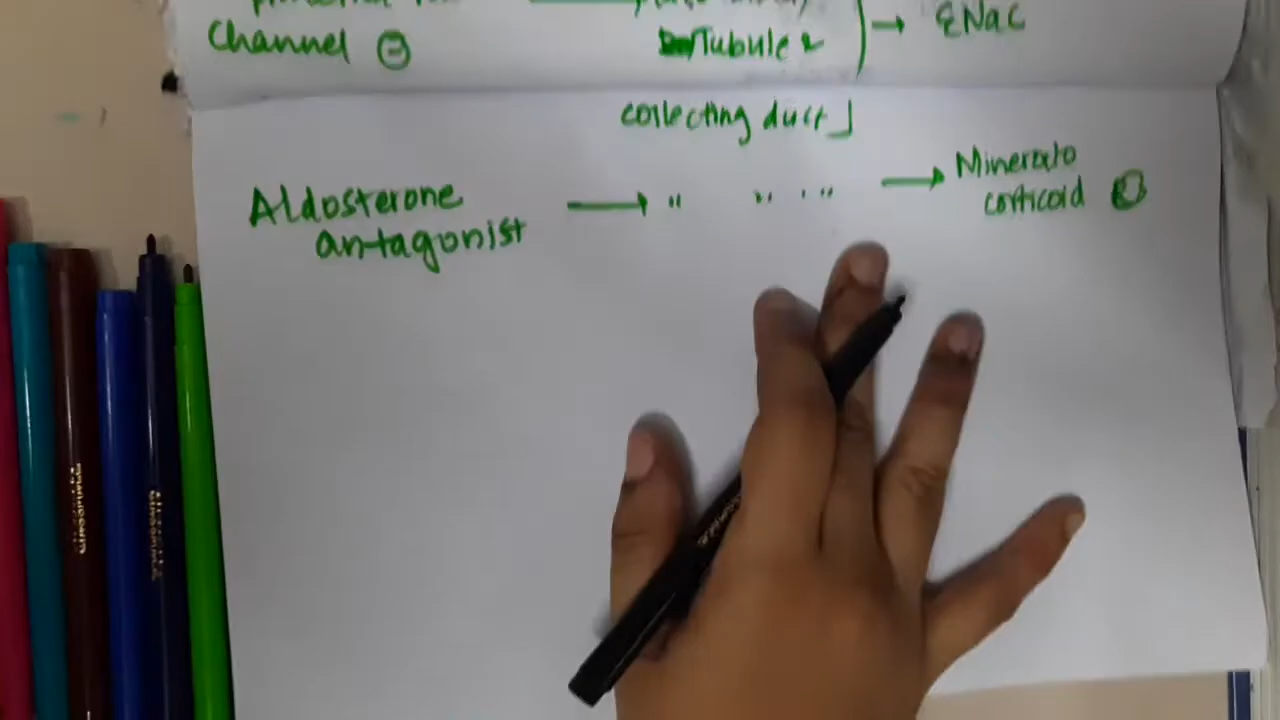 Channel ⊖ Tubule & → ENac
collecting duct
Aldosterone → " " " → Mineralo
antagonist corticoid